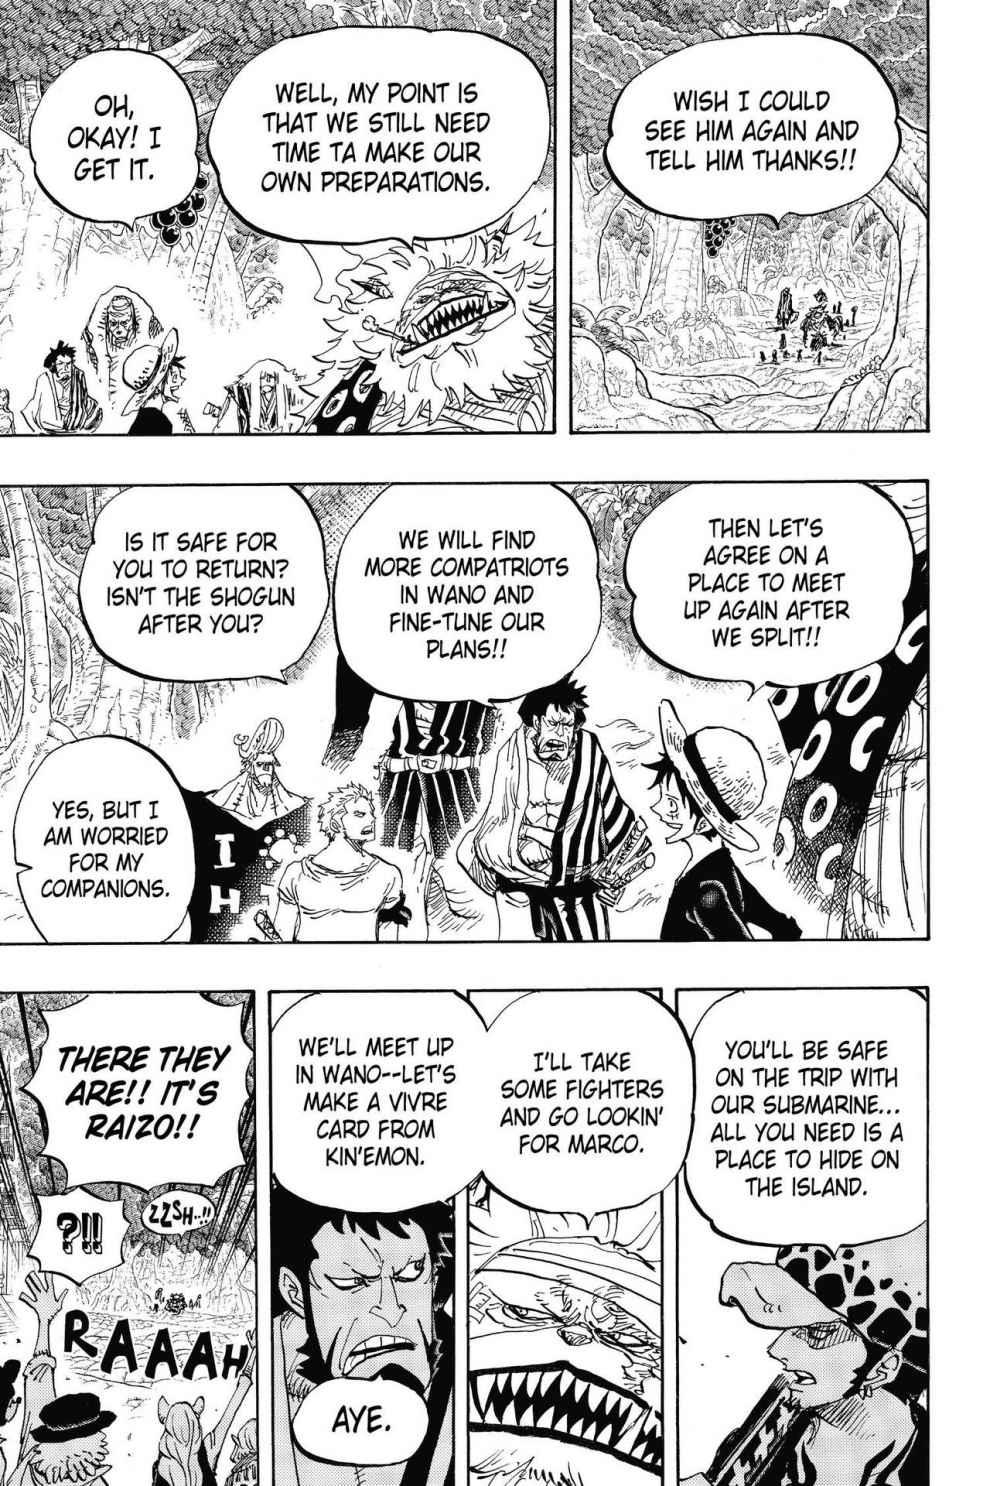 WISH I COULD
SEE HIM AGAIN AND
TELL HIM THANKS!!
WELL, MY POINT IS
THAT WE STILL NEED
TIME TA MAKE OUR
OWN PREPARATIONS.
OH,
OKAY! I
GET IT.
THEN LET'S
AGREE ON A
PLACE TO MEET
UP AGAIN AFTER
WE SPLIT!!
WE WILL FIND
MORE COMPATRIOTS
IN WANO AND
FINE-TUNE OUR
PLANS!!
IS IT SAFE FOR
YOU TO RETURN?
ISN'T THE SHOGUN
AFTER YOU?
YES, BUT I
AM WORRIED
FOR MY
COMPANIONS.
I
H
YOU'LL BE SAFE
ON THE TRIP WITH
OUR SUBMARINE...
ALL YOU NEED IS A
PLACE TO HIDE ON
THE ISLAND.
I'LL TAKE
SOME FIGHTERS
AND GO LOOKIN'
FOR MARCO.
WE'LL MEET UP
IN WANO--LET'S
MAKE A VIVRE
CARD FROM
KIN'EMON.
AYE.
THERE THEY
ARE!! IT'S
RAIZO!!
ZZSH...!!
?!!
RAAAH